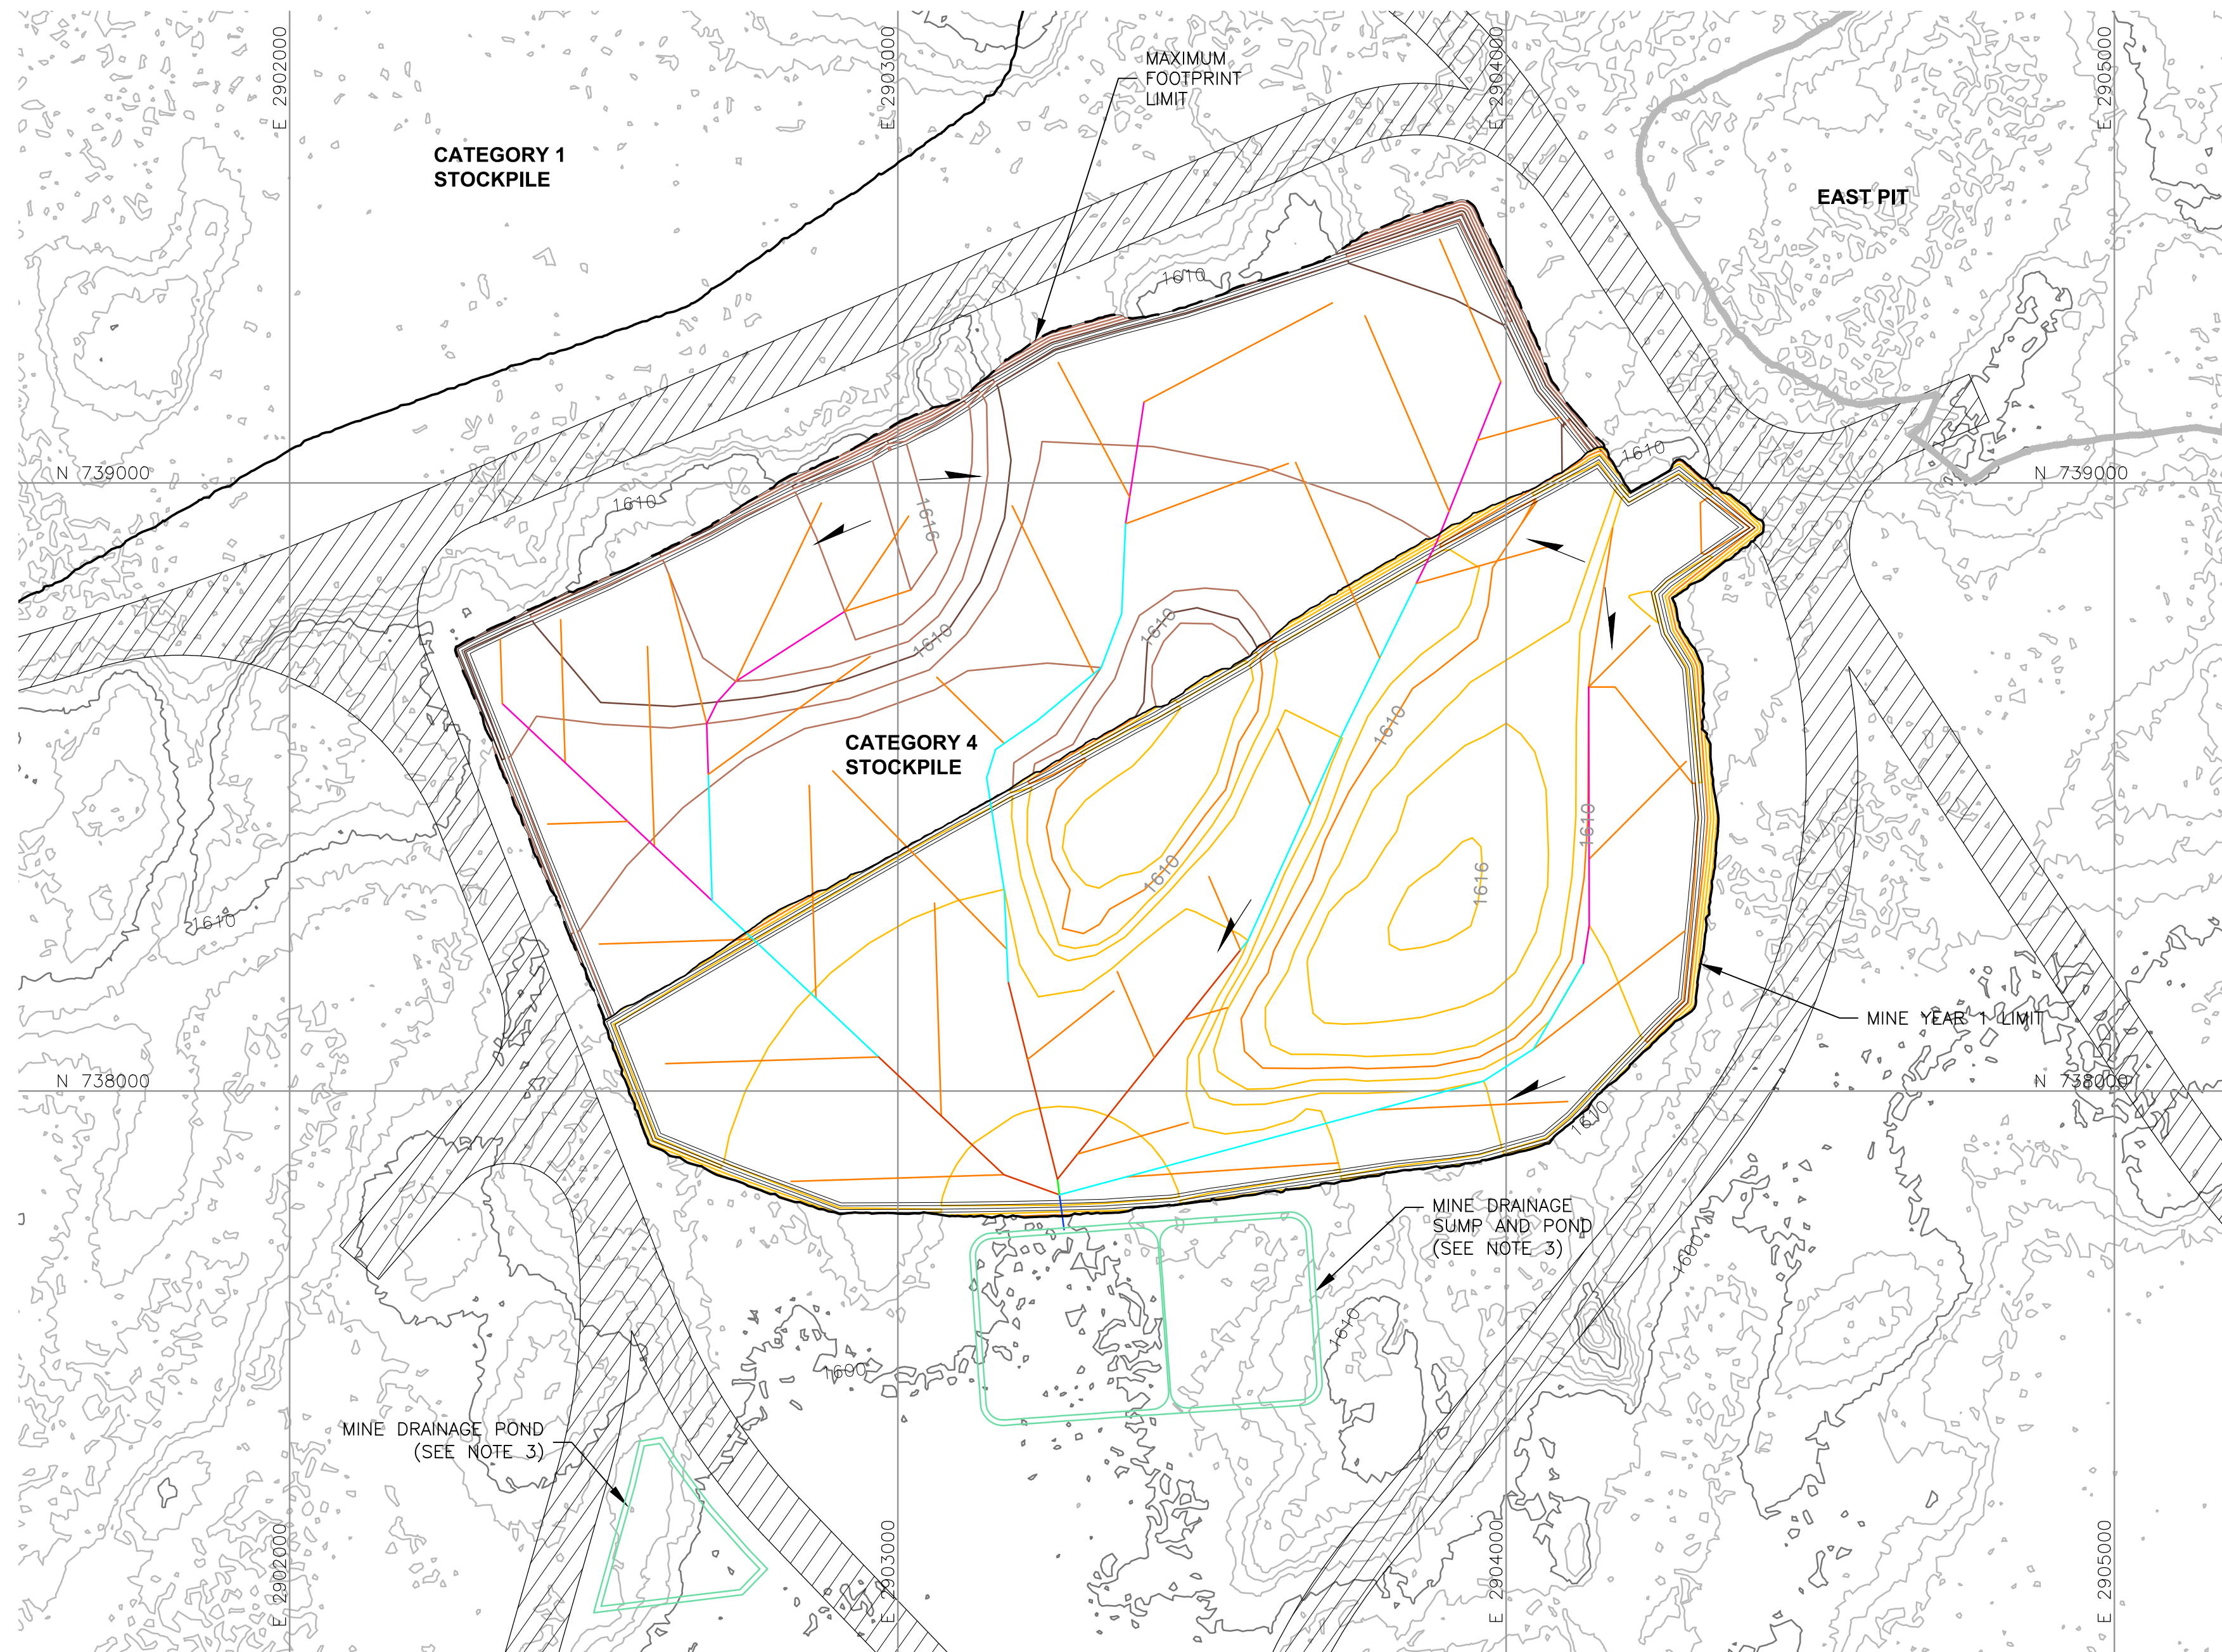 E 2902000
E 2903000
E 2904000
E 2905000
MAXIMUM
FOOTPRINT
LIMIT
CATEGORY 1
STOCKPILE
EAST PIT
1610
1610
N 739000
N 739000
1610
1616
1610
1610
1610
CATEGORY 4
STOCKPILE
1610
1610
1616
1610
MINE YEAR 1 LIMIT
N 738000
N 738000
1610
MINE DRAINAGE
SUMP AND POND
(SEE NOTE 3)
1600
1610
1600
MINE DRAINAGE POND
(SEE NOTE 3)
E 2902000
E 2903000
E 2904000
E 2905000